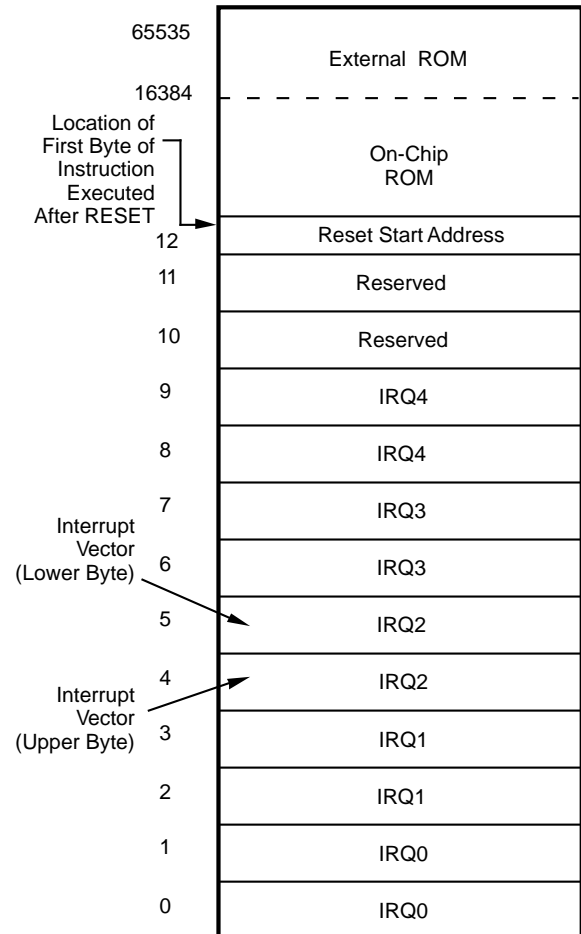 65535
External ROM
16384
Location of
First Byte of
Instruction
Executed
After RESET
On-Chip
ROM
12
Reset Start Address
11
Reserved
10
Reserved
9
IRQ4
8
IRQ4
7
IRQ3
Interrupt
Vector
(Lower Byte)
6
IRQ3
5
IRQ2
4
IRQ2
Interrupt
Vector
(Upper Byte)
3
IRQ1
2
IRQ1
1
IRQ0
0
IRQ0